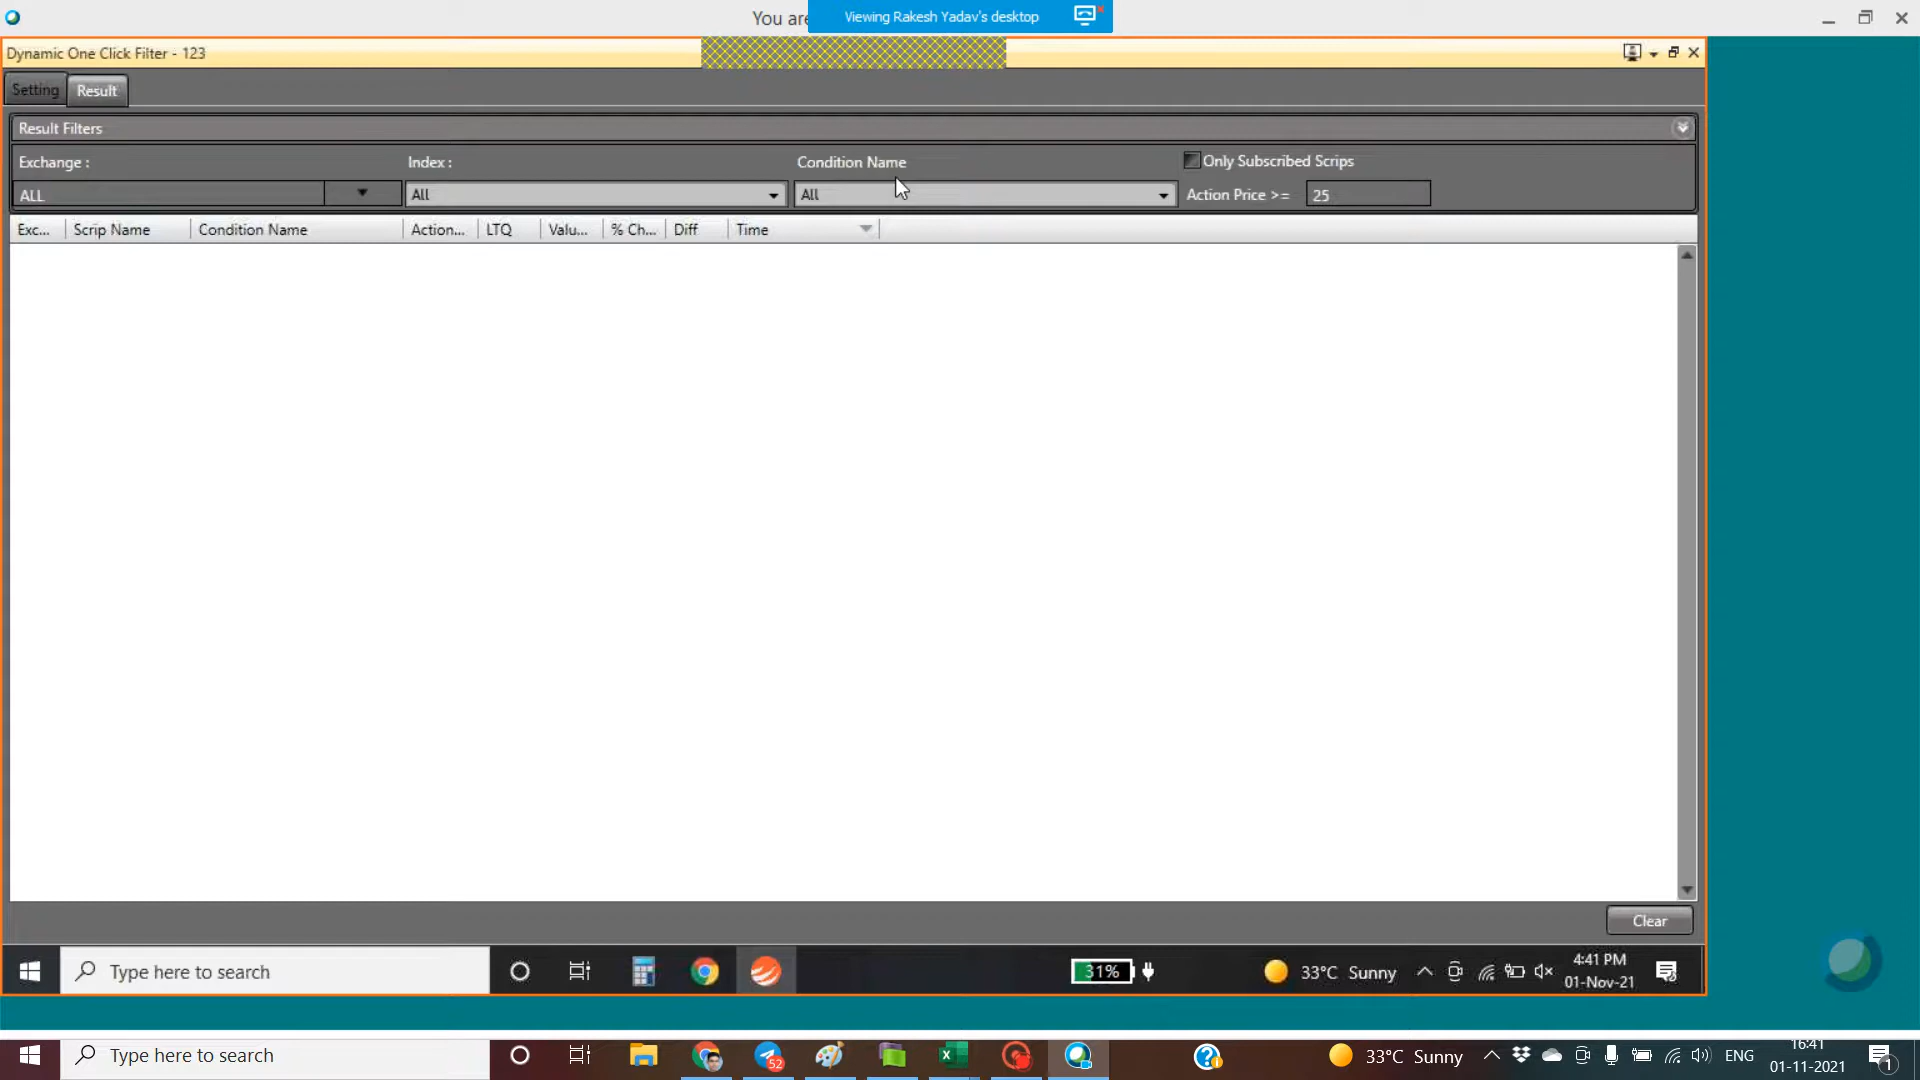 You are
Viewing Rakesh Yadav's desktop
Dynamic One Click Filter - 123
Setting
Result
Result Filters
Exchange :
Index :
Condition Name
Only Subscribed Scrips
ALL
All
All
Action Price >=
25
Exc...
Scrip Name
Condition Name
Action...
LTQ
Valu...
% Ch...
Diff
Time
Clear
Type here to search
31%
33°C Sunny
4:41 PM
01-Nov-21
Type here to search
52
33°C Sunny
ENG
16:41
01-11-2021
1